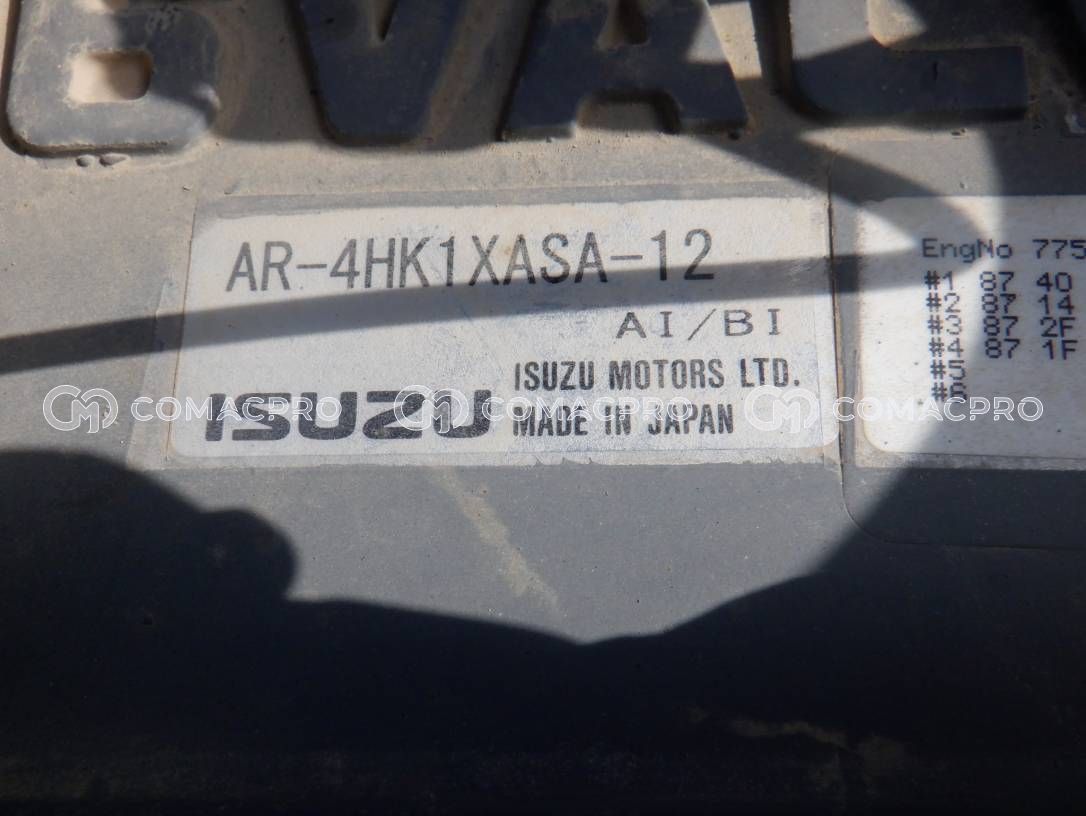 VAL
AR-4HK1XASA-12
AI/BI
ISUZU
ISUZU MOTORS LTD.
MADE IN JAPAN
EngNo 775
#1 87 40
#2 87 14
#3 87 2F
#4 87 1F
#5
#6
COMACPRO COMACPRO COMACPRO